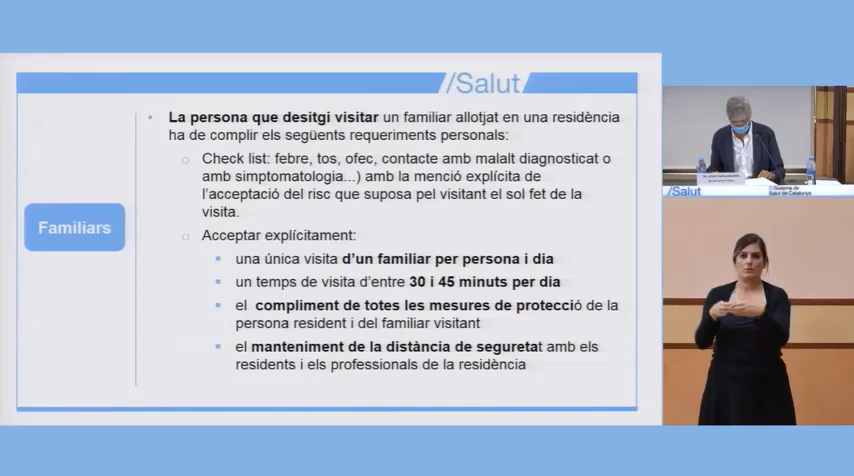 /Salut/
La persona que desitgi visitar un familiar allotjat en una residència
ha de complir els següents requeriments personals:
Check list: febre, tos, ofec, contacte amb malalt diagnosticat o
amb simptomatologia...) amb la menció explícita de
l'acceptació del risc que suposa pel visitant el sol fet de la
visita.
Familiars
Acceptar explícitament:
una única visita d'un familiar per persona i dia
un temps de visita d'entre 30 i 45 minuts per dia
el compliment de totes les mesures de protecció de la
persona resident i del familiar visitant
el manteniment de la distància de seguretat amb els
residents i els professionals de la residència
/Salut
Sistema de
Salut de Catalunya